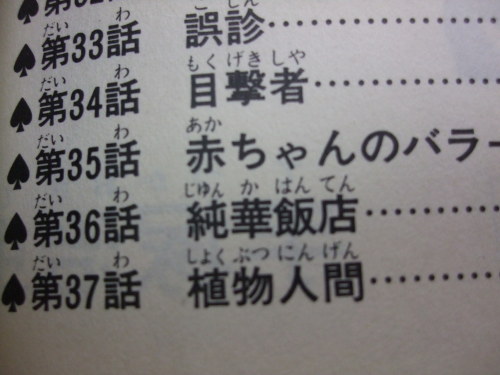 ♠第33話 誤診……
♠第34話 目撃者……
♠第35話 赤ちゃんのバラー
♠第36話 純華飯店……
♠第37話 植物人間……